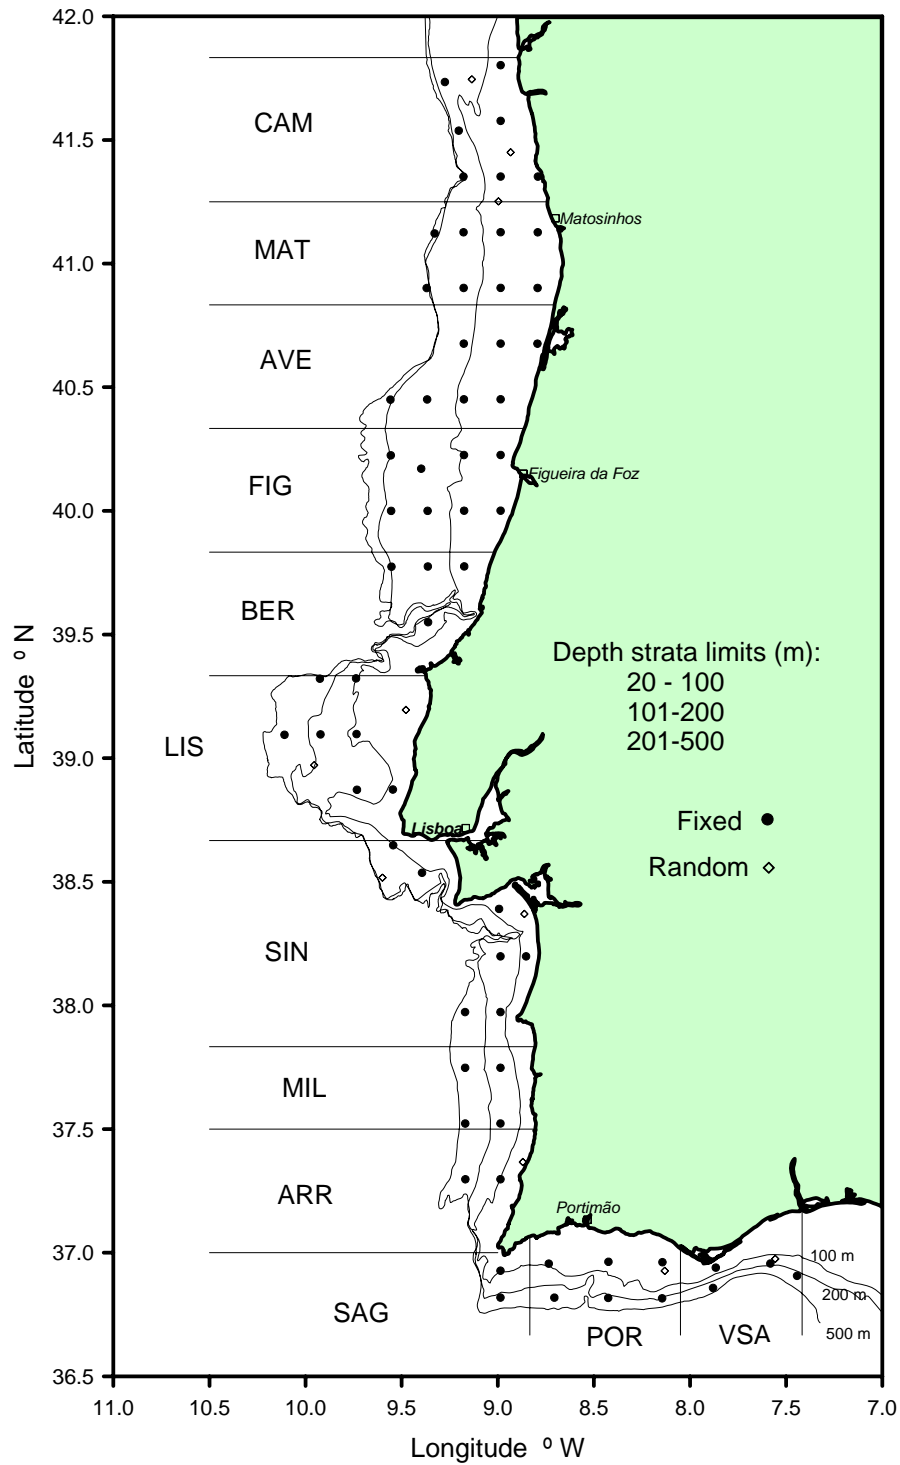 42.0
CAM
41.5
Matosinhos
MAT
41.0
AVE
40.5
Figueira da Foz
FIG
40.0
BER
39.5
Latitude º N
Depth strata limits (m):
20 - 100
101-200
201-500
LIS
39.0
Fixed
Lisboa
Random
38.5
SIN
38.0
MIL
37.5
ARR
Portimão
37.0
100 m
200 m
SAG
POR
VSA
500 m
36.5
11.0 10.5 10.0 9.5 9.0 8.5 8.0 7.5 7.0
Longitude º W